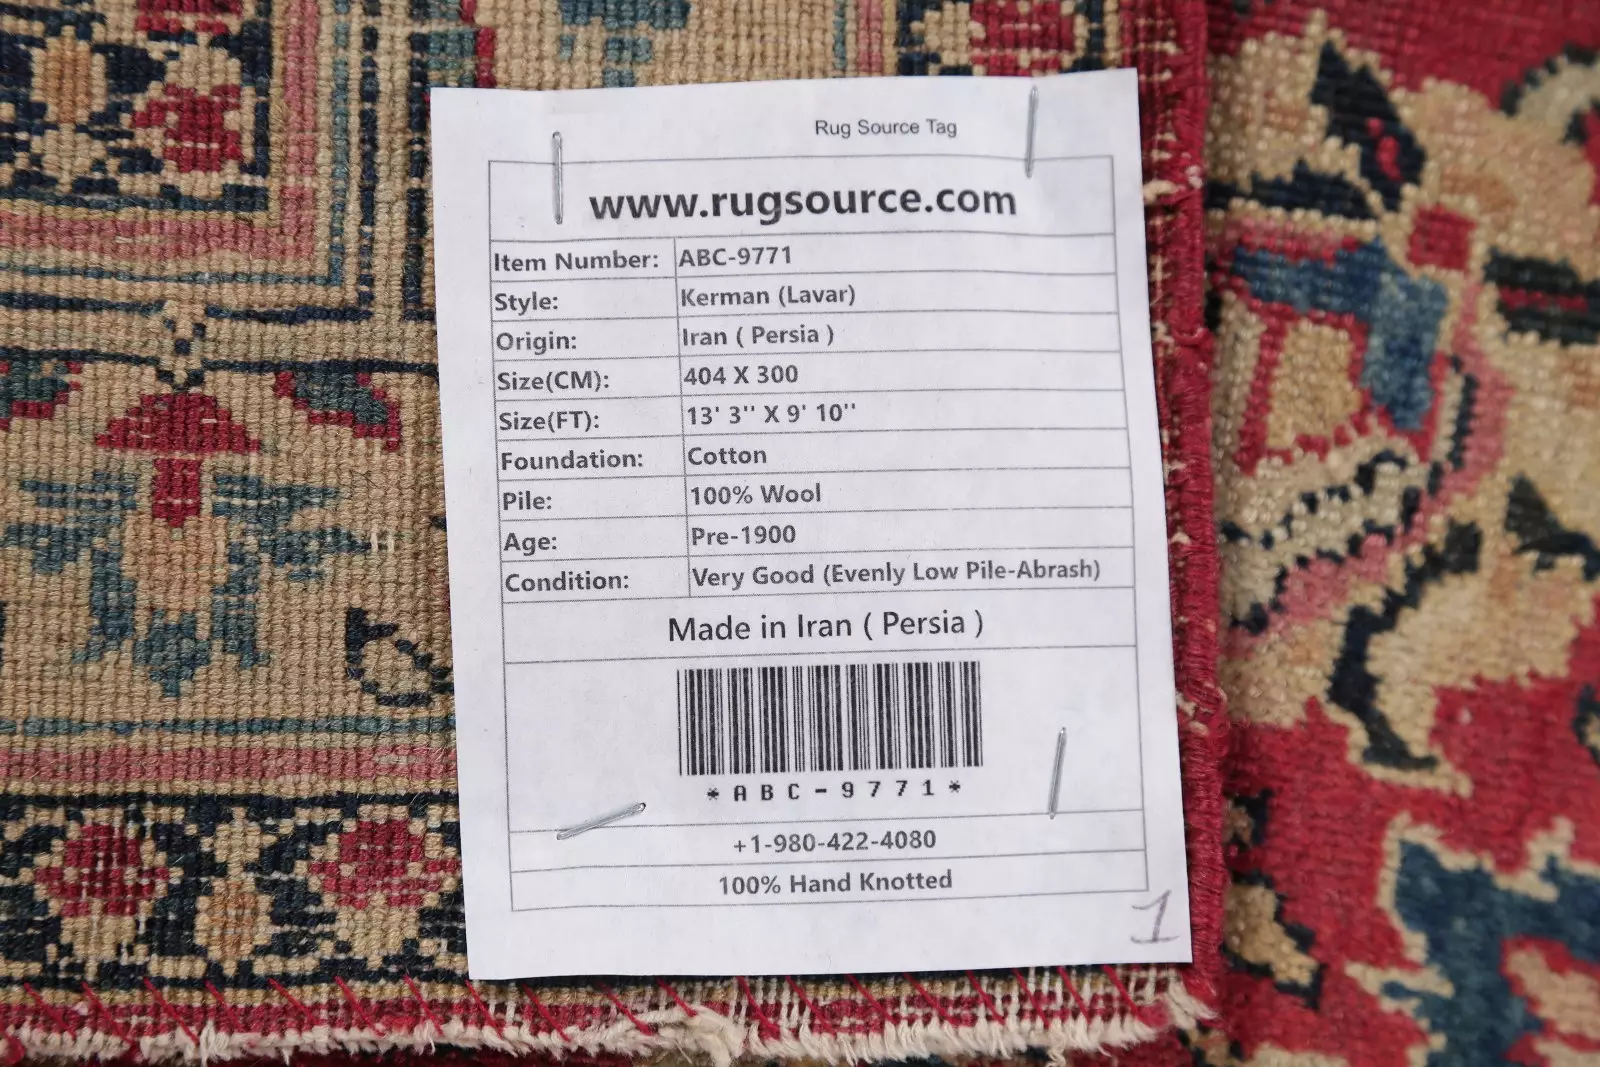 Rug Source Tag
www.rugsource.com
Item Number: ABC-9771
Style: Kerman (Lavar)
Origin: Iran ( Persia )
Size(CM): 404 X 300
Size(FT): 13' 3'' X 9' 10''
Foundation: Cotton
Pile: 100% Wool
Age: Pre-1900
Condition: Very Good (Evenly Low Pile-Abrash)
Made in Iran ( Persia )
*ABC-9771*
+1-980-422-4080
100% Hand Knotted
1